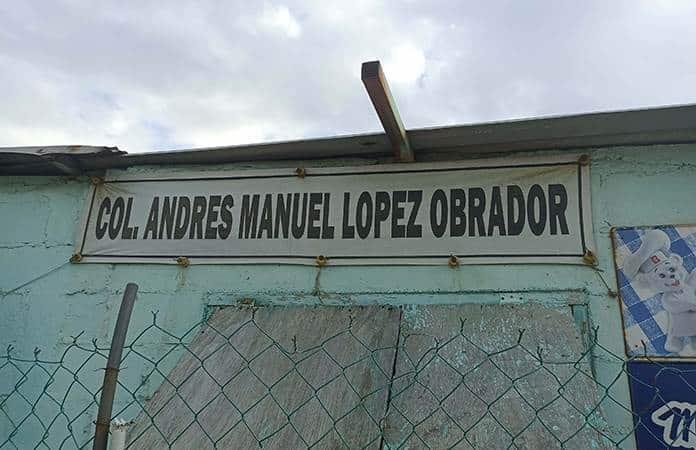 COL. ANDRES MANUEL LOPEZ OBRADOR